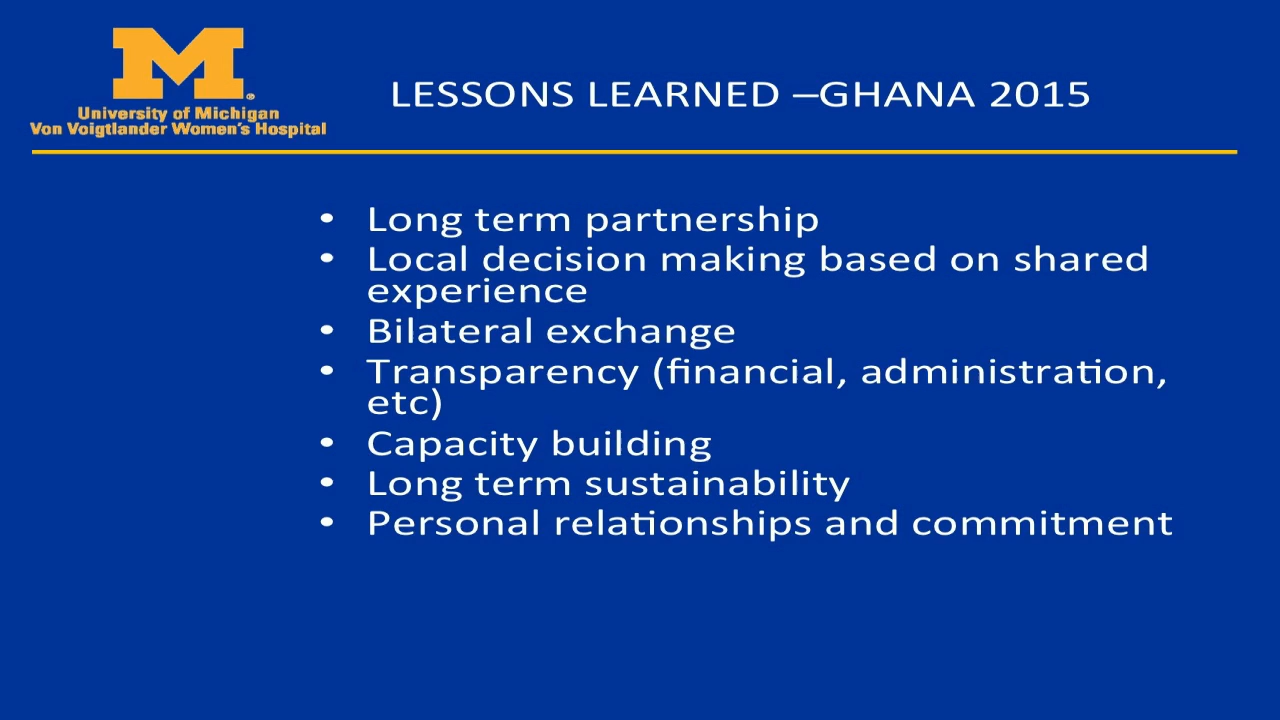 M
University of Michigan
Von Voigtlander Women's Hospital
LESSONS LEARNED –GHANA 2015
• Long term partnership
• Local decision making based on shared
experience
• Bilateral exchange
• Transparency (financial, administration,
etc)
• Capacity building
• Long term sustainability
• Personal relationships and commitment